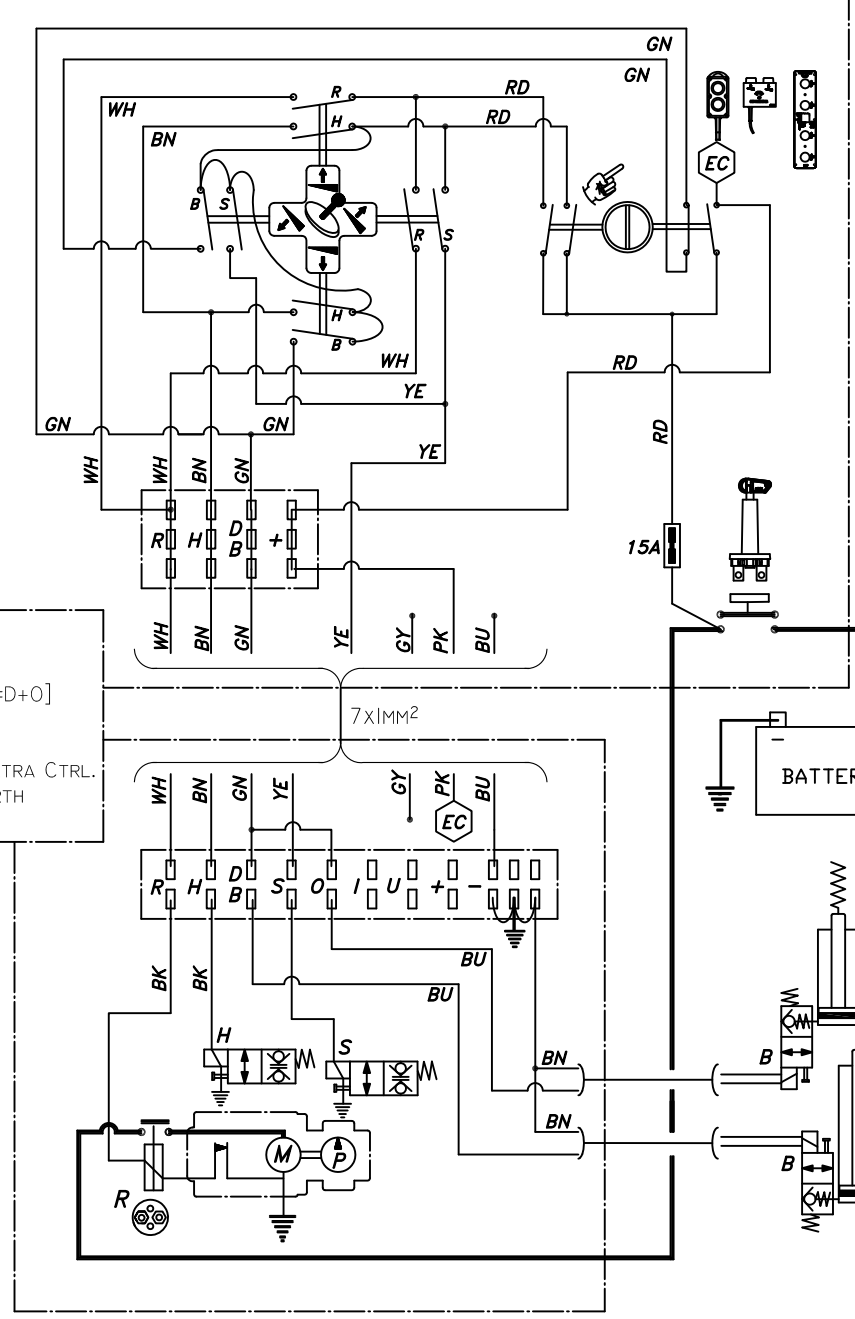 GN
GN
R
RD
WH
H
RD
BN
EC
B
S
R
S
H
B
WH
RD
YE
GN
GN
RD
YE
WH
WH
BN
GN
R
H
D
B
+
15A
WH
BN
GN
YE
GY
PK
BU
=D+O]
7x1mm²
TRA CTRL.
RTH
-
BATTER
WH
BN
GN
YE
GY
PK
BU
EC
R
H
D
B
S
O
I
U
+
-
BK
BK
BU
BU
H
S
BN
B
BN
M
P
B
R